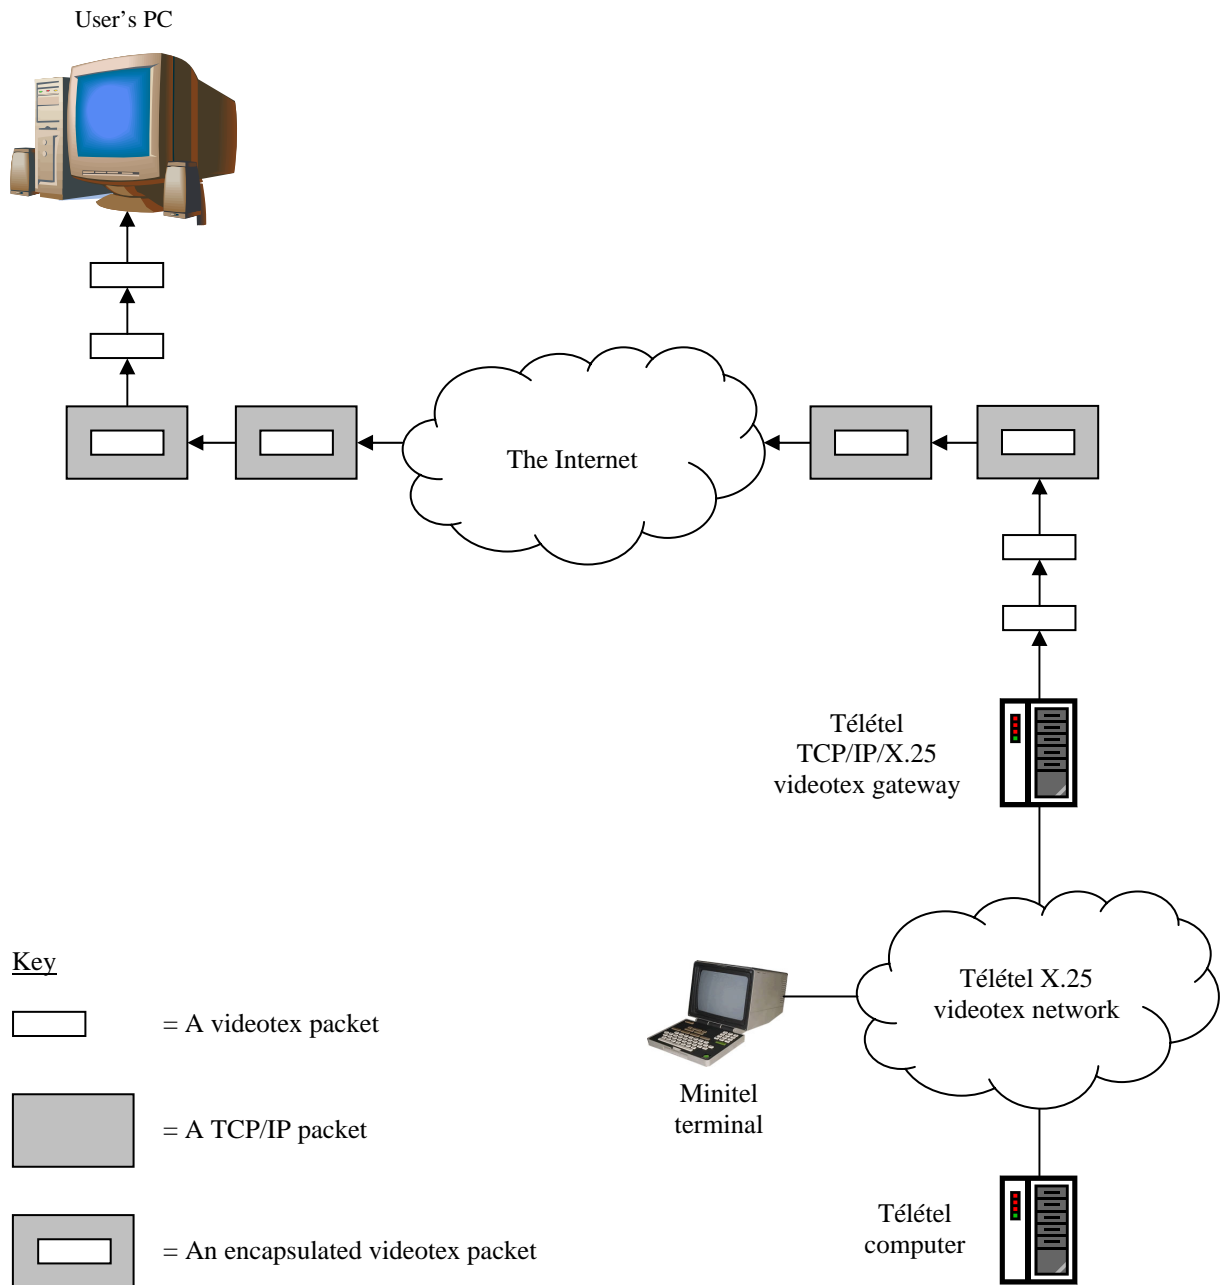 User’s PC
The Internet
Télétel
TCP/IP/X.25
videotex gateway
Key
= A videotex packet
= A TCP/IP packet
= An encapsulated videotex packet
Télétel X.25
videotex network
Minitel
terminal
Télétel
computer